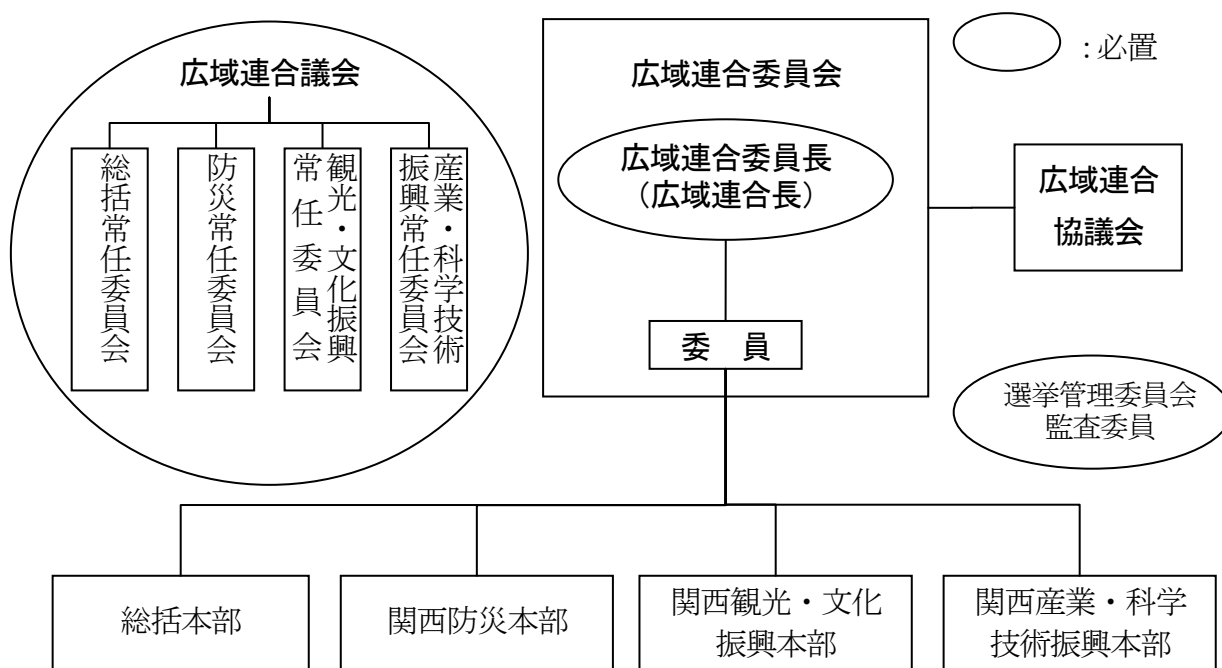 広域連合議会
総括常任委員会
防災常任委員会
観光・文化振興
常任委員会
産業・科学技術
振興常任委員会
広域連合委員会
広域連合委員長
（広域連合長）
委 員
：必置
広域連合
協議会
選挙管理委員会
監査委員
総括本部
関西防災本部
関西観光・文化
振興本部
関西産業・科学
技術振興本部